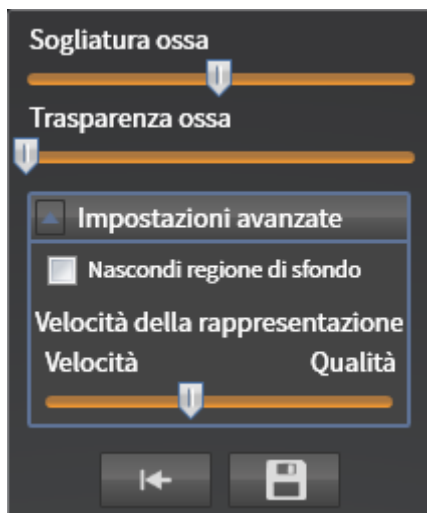 Sogliatura ossa
Trasparenza ossa
Impostazioni avanzate
Nascondi regione di sfondo
Velocità della rappresentazione
Velocità Qualità